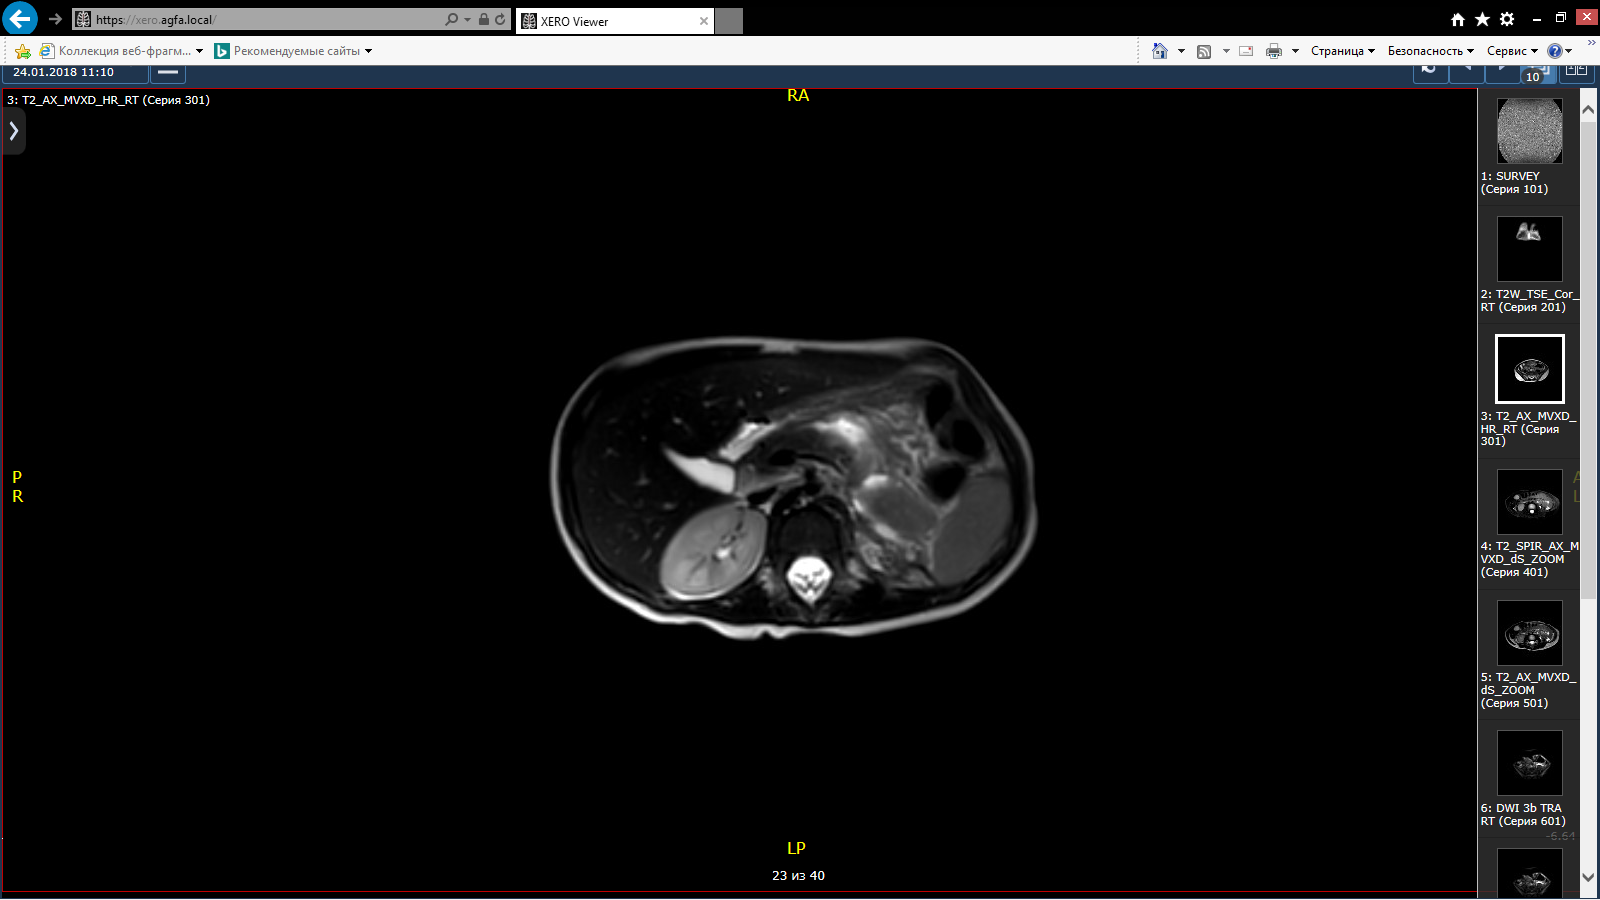 https://xero.agfa.local/
XERO Viewer
Коллекция веб-фрагм...
Рекомендуемые сайты
Страница
Безопасность
Сервис
24.01.2018 11:10
10
3: T2_AX_MVXD_HR_RT (Серия 301)
RA
P
R
A
L
LP
23 из 40
1: SURVEY
(Серия 101)
2: T2W_TSE_Cor_
RT (Серия 201)
3: T2_AX_MVXD_
HR_RT (Серия
301)
4: T2_SPIR_AX_M
VXD_dS_ZOOM
(Серия 401)
5: T2_AX_MVXD_
dS_ZOOM
(Серия 501)
6: DWI 3b TRA
RT (Серия 601)
-6.64